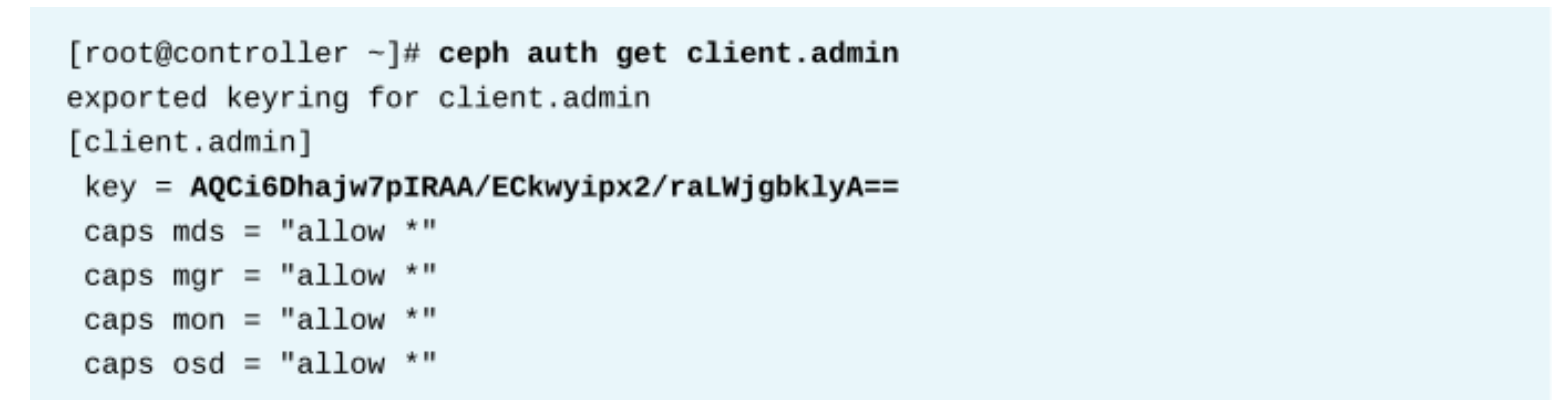 [root@controller ~]# ceph auth get client.admin
exported keyring for client.admin
[client.admin]
key = AQCi6Dhajw7pIRAA/ECkwyipx2/raLWjgbklyA==
caps mds = "allow *"
caps mgr = "allow *"
caps mon = "allow *"
caps osd = "allow *"